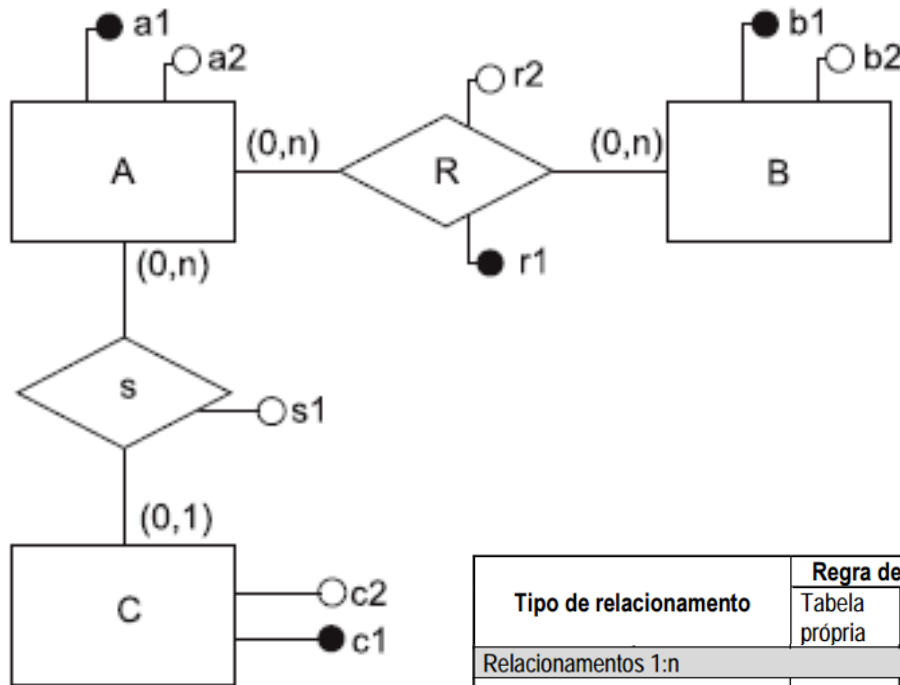 a1
a2
b1
b2
r2
(0,n)
(0,n)
A
R
B
r1
(0,n)
s
s1
(0,1)
C
c2
c1
Regra de
Tipo de relacionamento
Tabela
própria
Relacionamentos 1:n